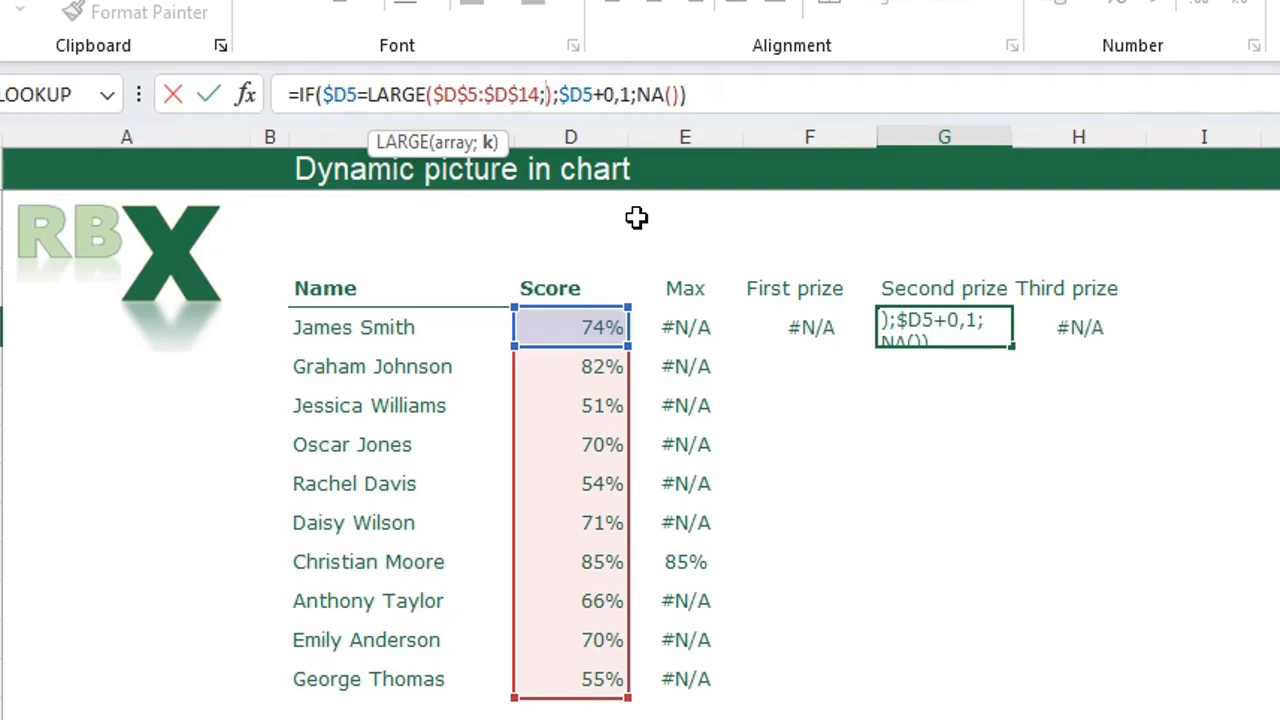 Format Painter
Clipboard Font Alignment Number
LOOKUP fx =IF($D5=LARGE($D$5:$D$14;);$D5+0,1;NA())
A B D E F G H I
LARGE(array; k)
Dynamic picture in chart
RBX
Name Score Max First prize Second prize Third prize
James Smith 74% #N/A #N/A );$D5+0,1; #N/A
NA())
Graham Johnson 82% #N/A
Jessica Williams 51% #N/A
Oscar Jones 70% #N/A
Rachel Davis 54% #N/A
Daisy Wilson 71% #N/A
Christian Moore 85% 85%
Anthony Taylor 66% #N/A
Emily Anderson 70% #N/A
George Thomas 55% #N/A